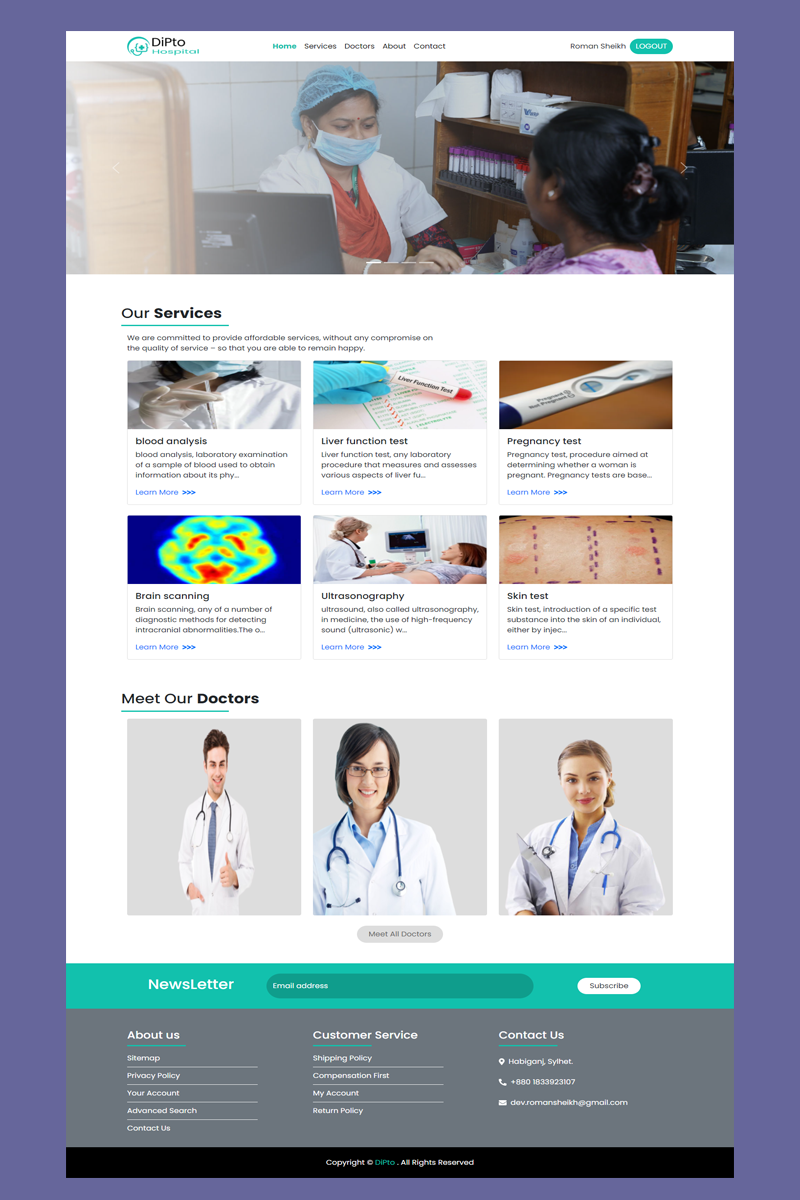 DiPto
Hospital
Home Services Doctors About Contact
Roman Sheikh LOGOUT
Our Services
We are committed to provide affordable services, without any compromise on
the quality of service – so that you are able to remain happy.
Liver Function Test
Pregnant
Not Pregnant
blood analysis
blood analysis, laboratory examination
of a sample of blood used to obtain
information about its phy...
Learn More >>>
Liver function test
Liver function test, any laboratory
procedure that measures and assesses
various aspects of liver fu...
Learn More >>>
Pregnancy test
Pregnancy test, procedure aimed at
determining whether a woman is
pregnant. Pregnancy tests are base...
Learn More >>>
Brain scanning
Brain scanning, any of a number of
diagnostic methods for detecting
intracranial abnormalities.The o...
Learn More >>>
Ultrasonography
ultrasound, also called ultrasonography,
in medicine, the use of high-frequency
sound (ultrasonic) w...
Learn More >>>
Skin test
Skin test, introduction of a specific test
substance into the skin of an individual,
either by injec...
Learn More >>>
Meet Our Doctors
Meet All Doctors
NewsLetter
Email address
Subscribe
About us
Sitemap
Privacy Policy
Your Account
Advanced Search
Contact Us
Customer Service
Shipping Policy
Compensation First
My Account
Return Policy
Contact Us
Habiganj, Sylhet.
+880 1833923107
dev.romansheikh@gmail.com
Copyright © DiPto . All Rights Reserved